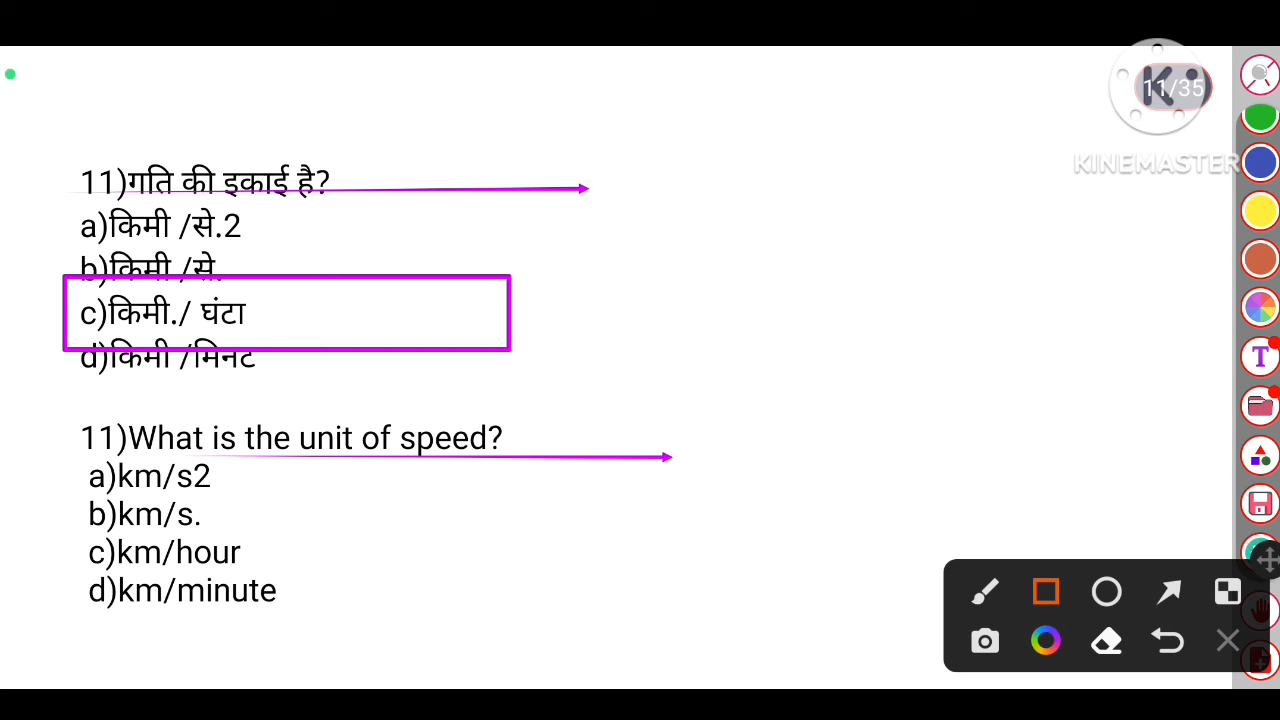 11/35
KINEMASTER
11)गति की इकाई है?
a)किमी /से.2
b)किमी /से.
c)किमी./ घंटा
d)किमी /मिनट
11)What is the unit of speed?
a)km/s2
b)km/s.
c)km/hour
d)km/minute
T